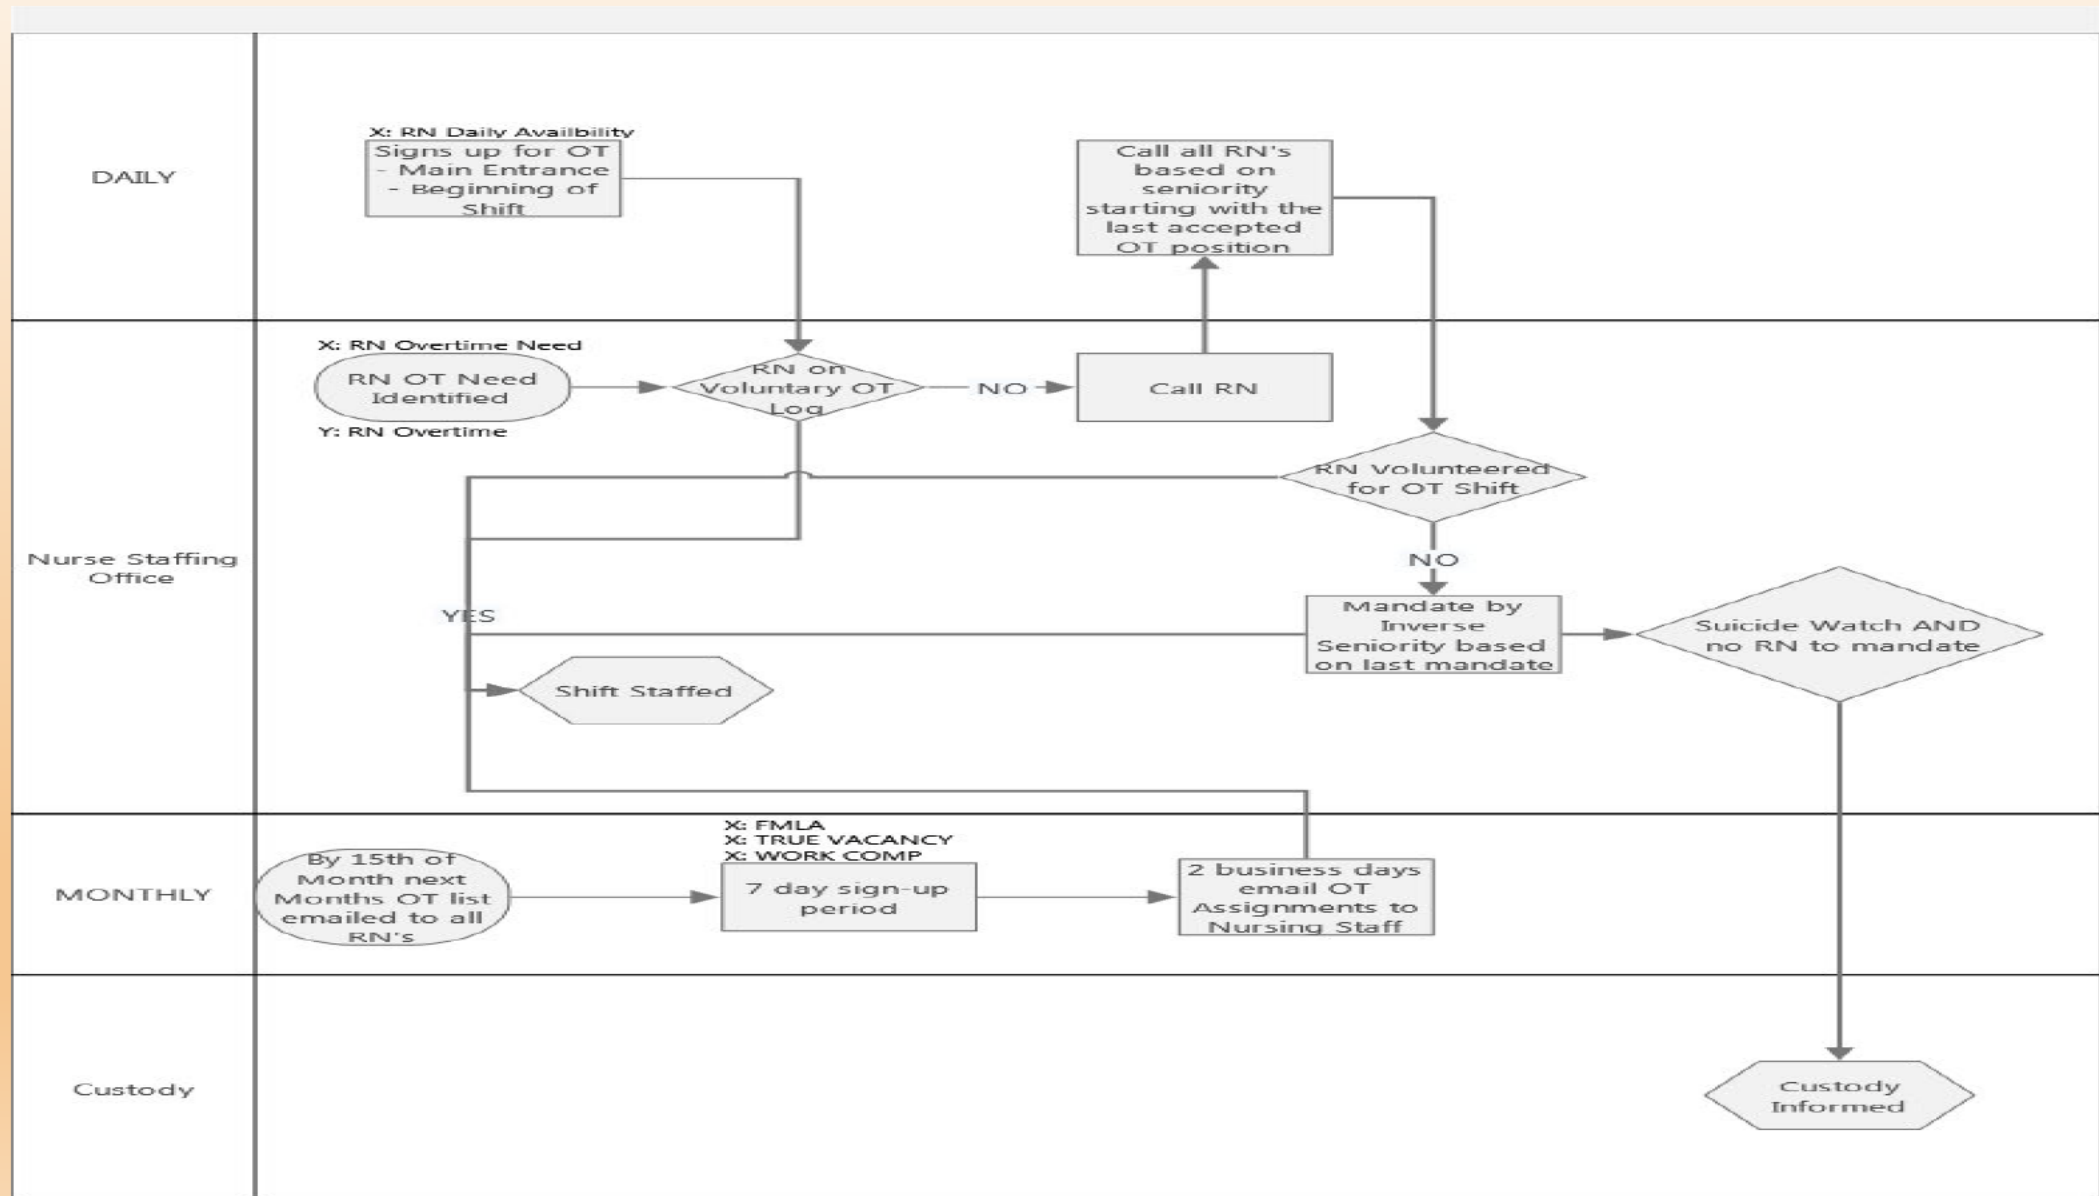 DAILY
X: RN Daily Availbility
Signs up for OT
- Main Entrance
- Beginning of
Shift
Call all RN's
based on
seniority
starting with the
last accepted
OT position
Nurse Staffing
Office
X: RN Overtime Need
RN OT Need
Identified
Y: RN Overtime
RN on
Voluntary OT
Log
NO
Call RN
RN Volunteered
for OT Shift
NO
YES
Mandate by
Inverse
Seniority based
on last mandate
Suicide Watch AND
no RN to mandate
Shift Staffed
MONTHLY
By 15th of
Month next
Months OT list
emailed to all
RN's
X: FMLA
X: TRUE VACANCY
X: WORK COMP
7 day sign-up
period
2 business days
email OT
Assignments to
Nursing Staff
Custody
Custody
Informed